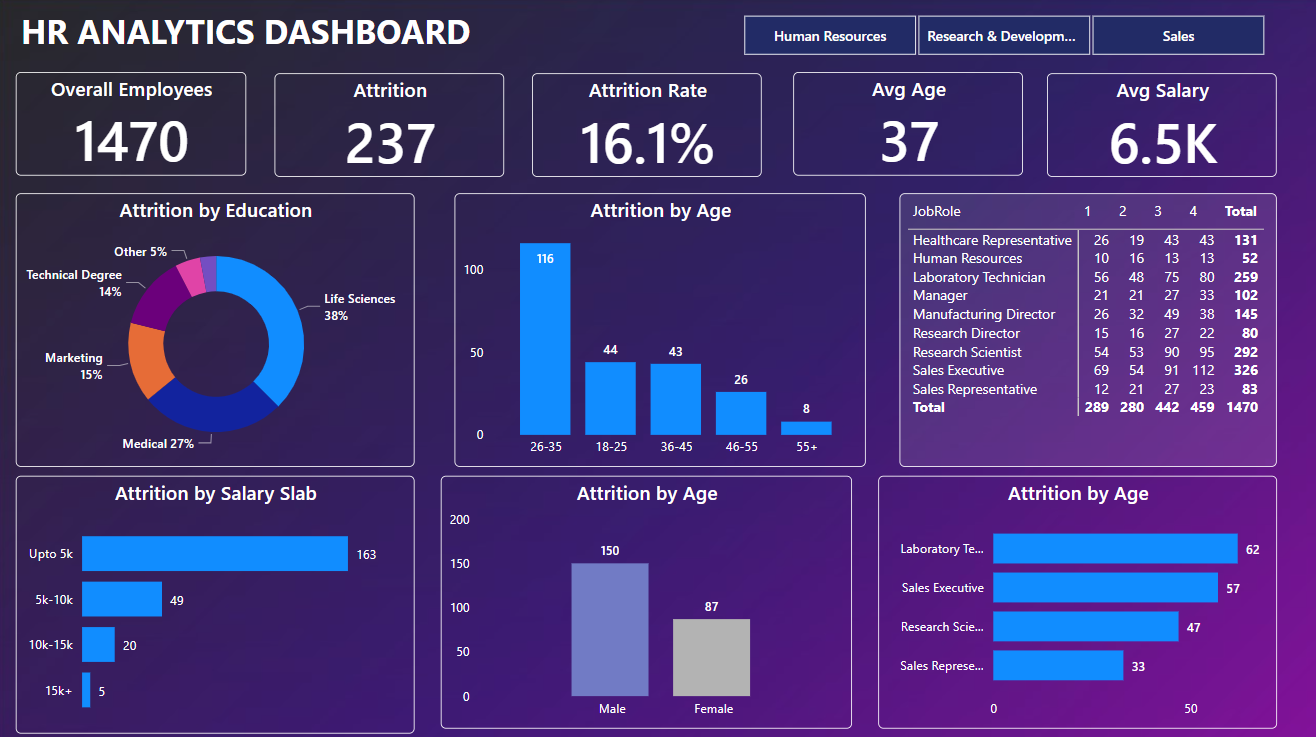 HR ANALYTICS DASHBOARD
Human Resources
Research & Developm...
Sales
Overall Employees
1470
Attrition
237
Attrition Rate
16.1%
Avg Age
37
Avg Salary
6.5K
Attrition by Education
Other 5%
Technical Degree
14%
Life Sciences
38%
Marketing
15%
Medical 27%
Attrition by Age
100
50
0
116
44
43
26
8
26-35 18-25 36-45 46-55 55+
JobRole 1 2 3 4 Total
Healthcare Representative 26 19 43 43 131
Human Resources 10 16 13 13 52
Laboratory Technician 56 48 75 80 259
Manager 21 21 27 33 102
Manufacturing Director 26 32 49 38 145
Research Director 15 16 27 22 80
Research Scientist 54 53 90 95 292
Sales Executive 69 54 91 112 326
Sales Representative 12 21 27 23 83
Total 289 280 442 459 1470
Attrition by Salary Slab
Upto 5k 163
5k-10k 49
10k-15k 20
15k+ 5
Attrition by Age
200
150
100
50
0
150
87
Male Female
Attrition by Age
Laboratory Te... 62
Sales Executive 57
Research Scie... 47
Sales Represe... 33
0 50